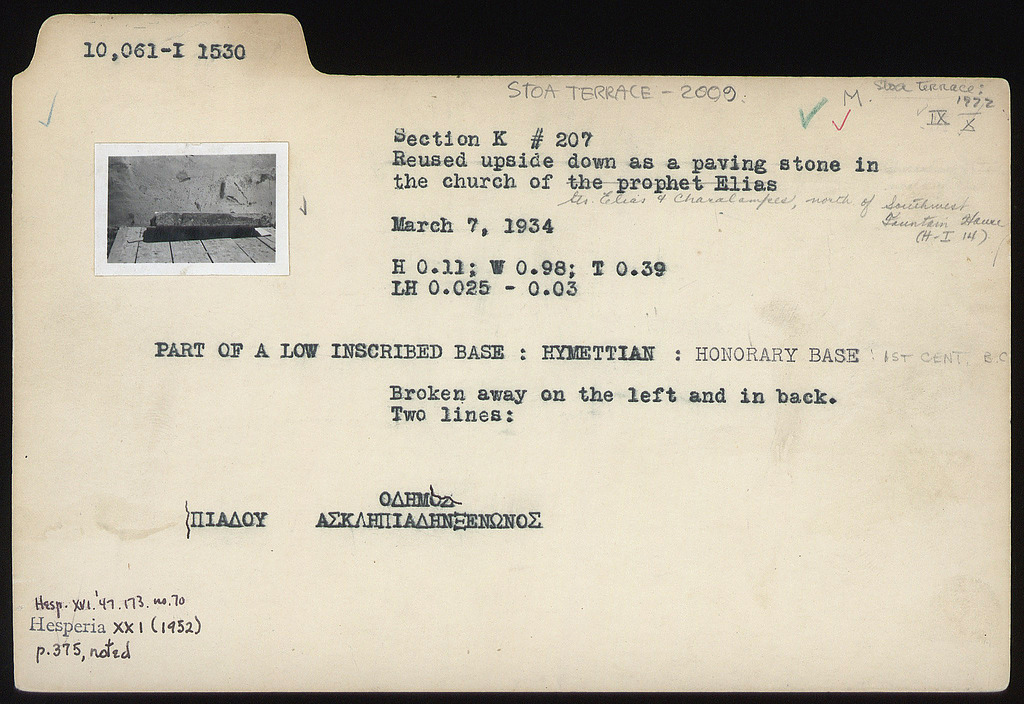 10,061-I 1530
STOA TERRACE - 2009.
M.
Stoa Terrace:
1972
IX X
Section K # 207
Reused upside down as a paving stone in
the church of the prophet Elias
Sts. Elias & Charalampes, north of Southwest
Fountain House
(H-I 14)
March 7, 1934
H 0.11; W 0.98; T 0.39
LH 0.025 - 0.03
PART OF A LOW INSCRIBED BASE : HYMETTIAN : HONORARY BASE : 1ST CENT. B.C
Broken away on the left and in back.
Two lines:
ΟΔΗΜΟΣ
ΠΙΑΔΟΥ ΑΣΚΛΗΠΙΑΔΗΝΞΕΝΩΝΟΣ
Hesp. XVI. '47. 173. no. 70
Hesperia XXI (1952)
p. 375, noted